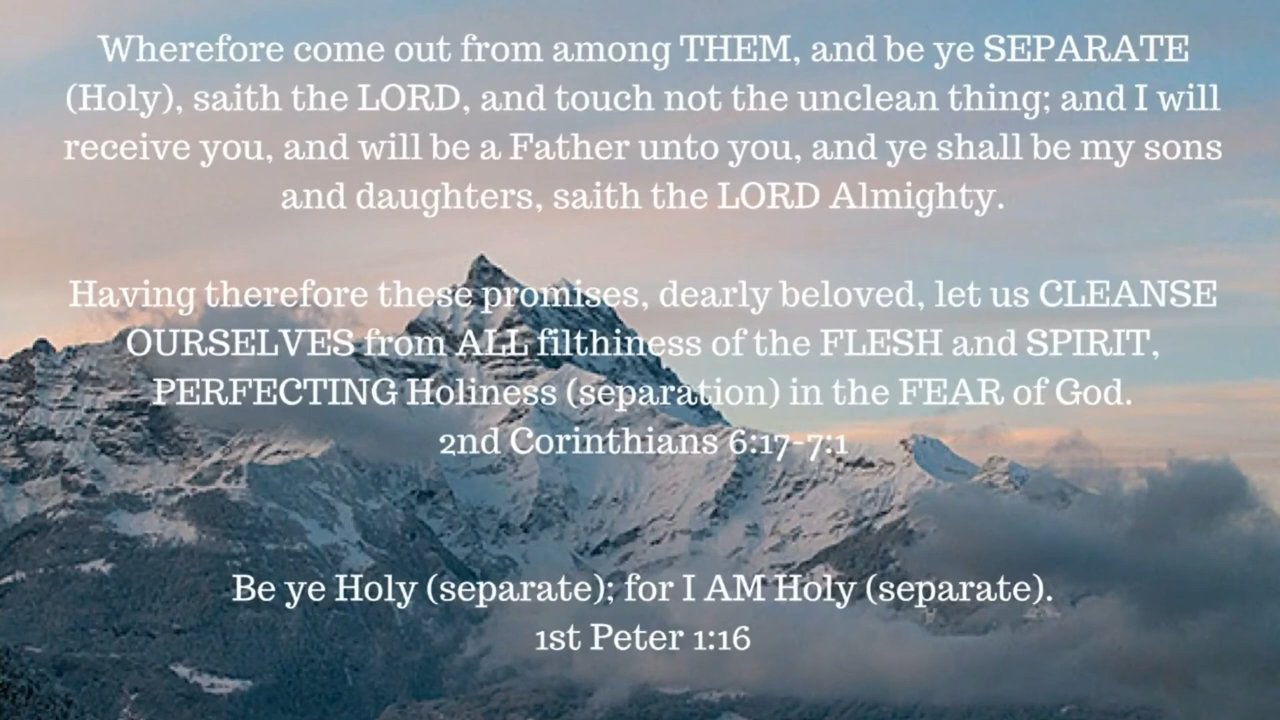 Wherefore come out from among THEM, and be ye SEPARATE
(Holy), saith the LORD, and touch not the unclean thing; and I will
receive you, and will be a Father unto you, and ye shall be my sons
and daughters, saith the LORD Almighty.
Having therefore these promises, dearly beloved, let us CLEANSE
OURSELVES from ALL filthiness of the FLESH and SPIRIT,
PERFECTING Holiness (separation) in the FEAR of God.
2nd Corinthians 6:17-7:1
Be ye Holy (separate); for I AM Holy (separate).
1st Peter 1:16